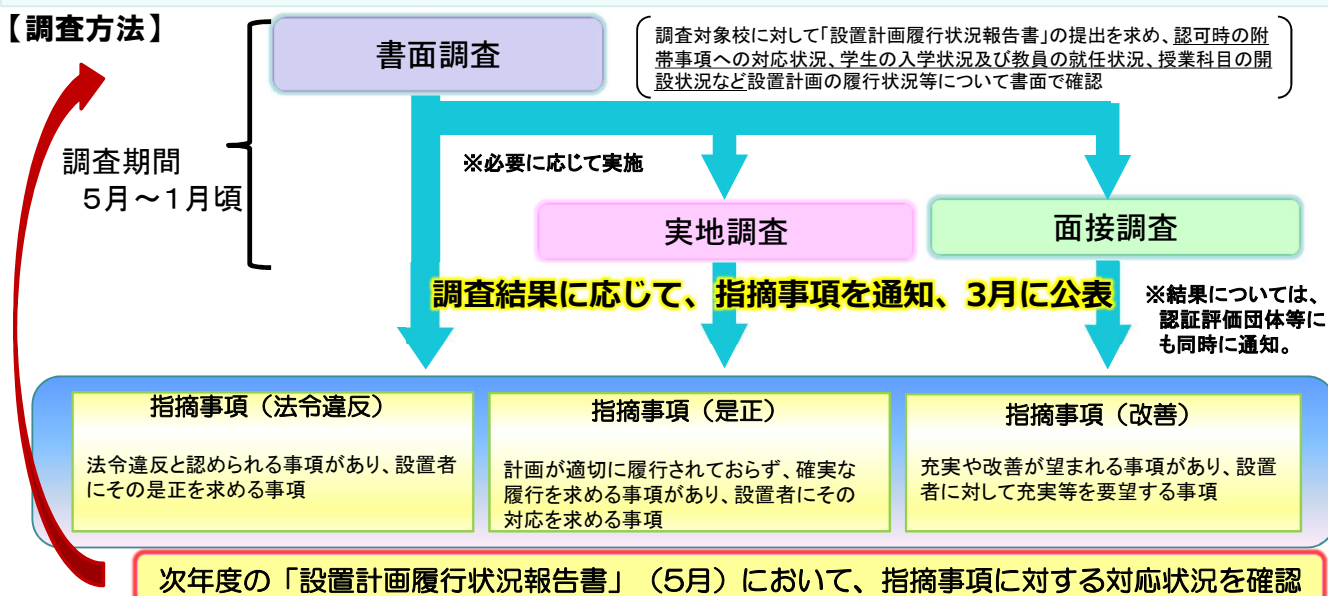 【調査方法】
書面調査
調査対象校に対して「設置計画履行状況報告書」の提出を求め、認可時の附
帯事項への対応状況、学生の入学状況及び教員の就任状況、授業科目の開
設状況など設置計画の履行状況等について書面で確認
調査期間
5月～1月頃
※必要に応じて実施
実地調査
面接調査
調査結果に応じて、指摘事項を通知、3月に公表
※結果については、
認証評価団体等に
も同時に通知。
指摘事項（法令違反）
法令違反と認められる事項があり、設置者
にその是正を求める事項
指摘事項（是正）
計画が適切に履行されておらず、確実な
履行を求める事項があり、設置者にその
対応を求める事項
指摘事項（改善）
充実や改善が望まれる事項があり、設置
者に対して充実等を要望する事項
次年度の「設置計画履行状況報告書」（5月）において、指摘事項に対する対応状況を確認